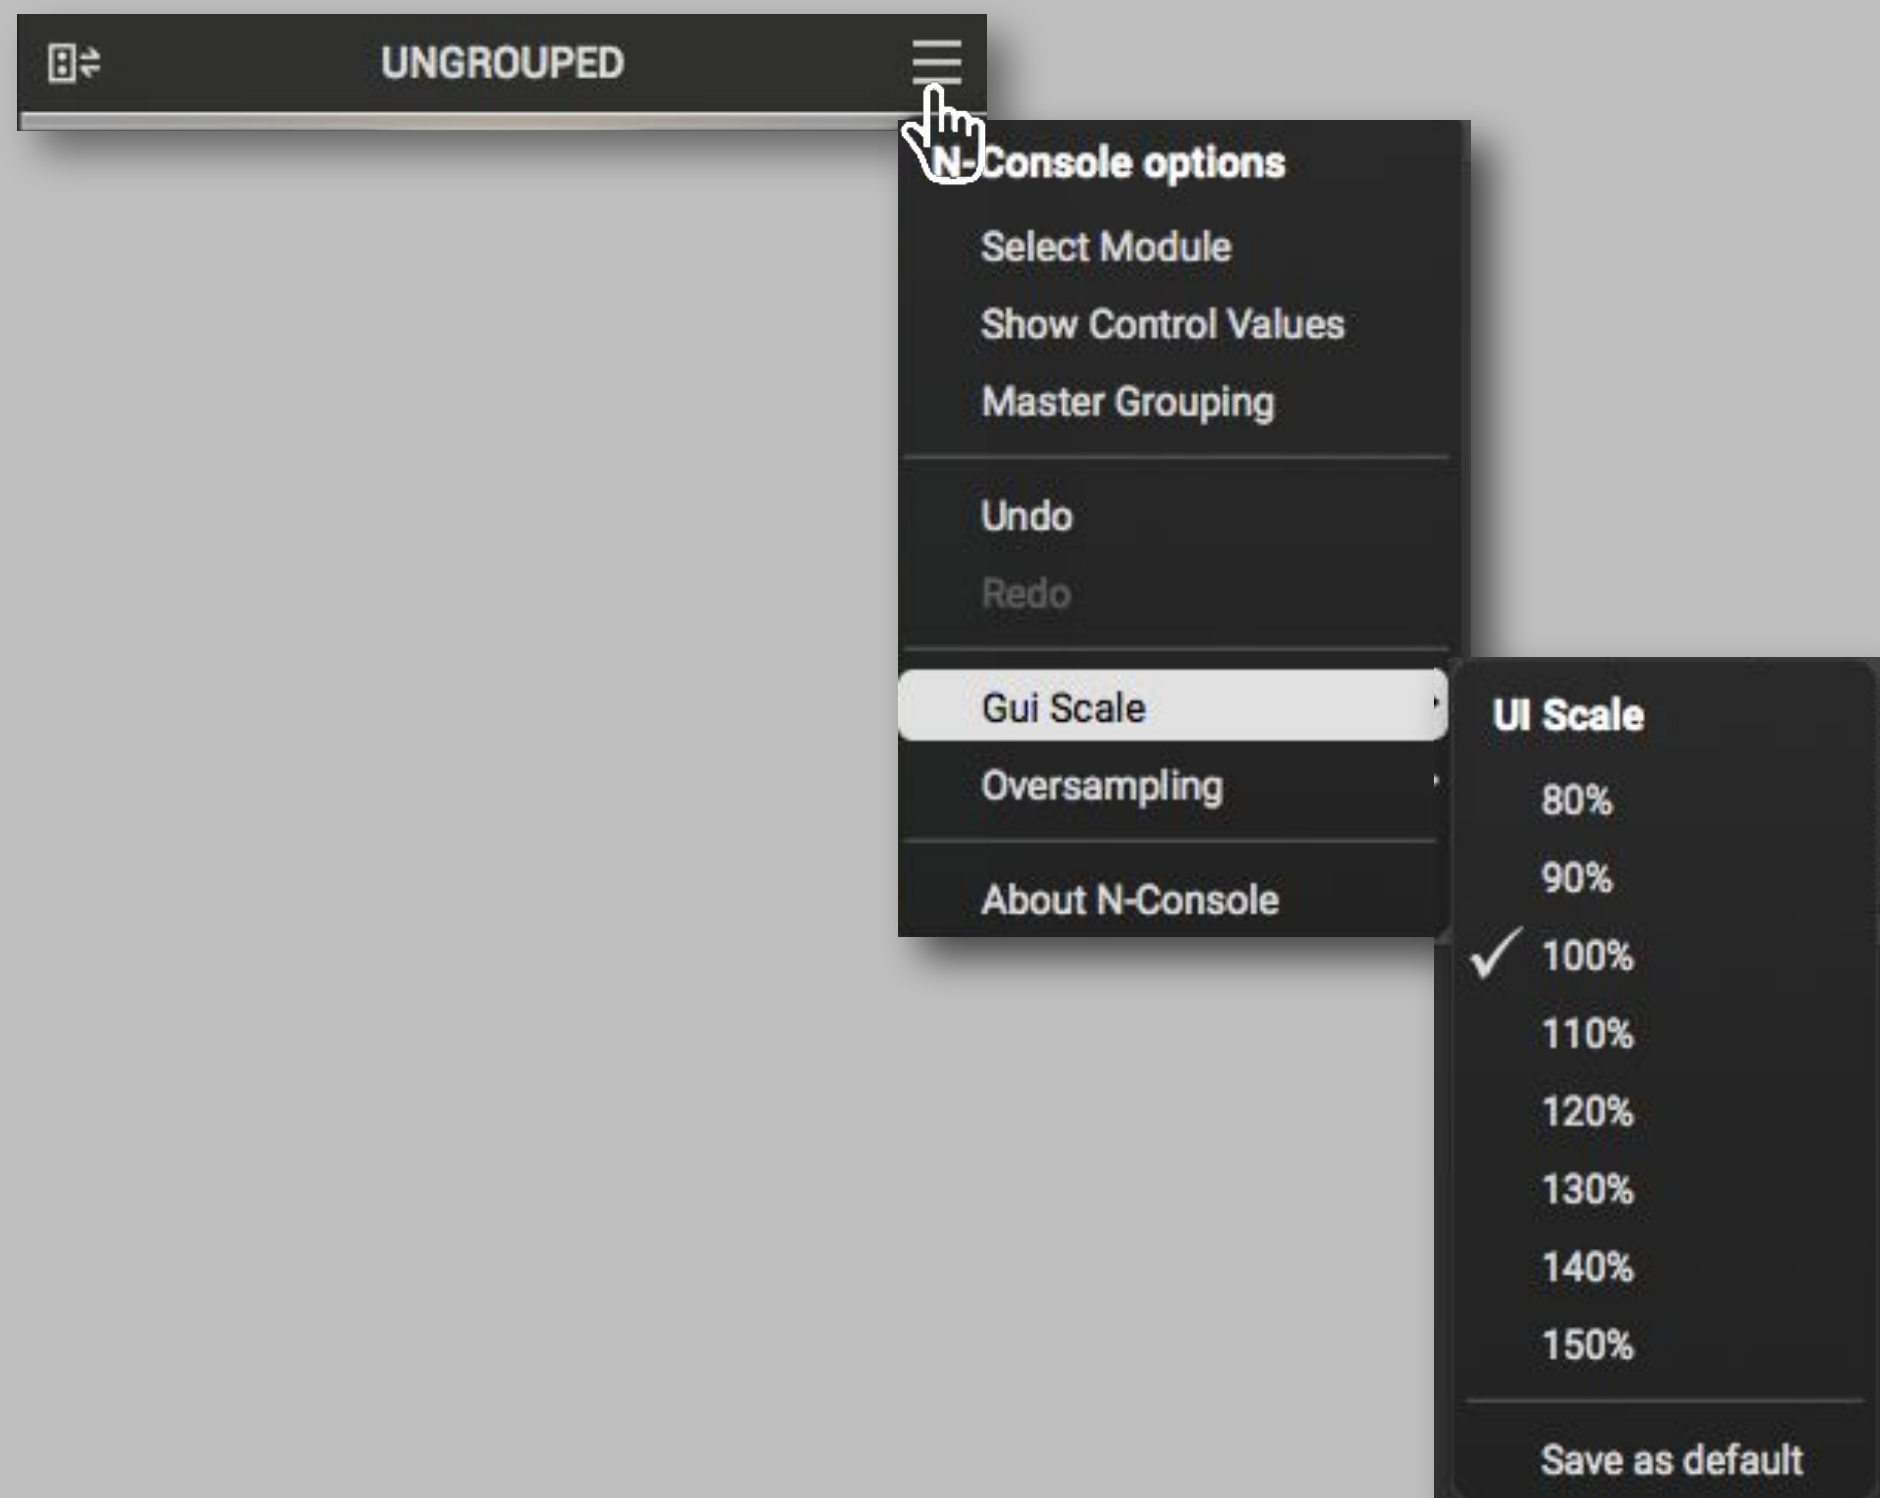 UNGROUPED
N-Console options
Select Module
Show Control Values
Master Grouping
Undo
Redo
Gui Scale
Oversampling
About N-Console
UI Scale
80%
90%
100%
110%
120%
130%
140%
150%
Save as default